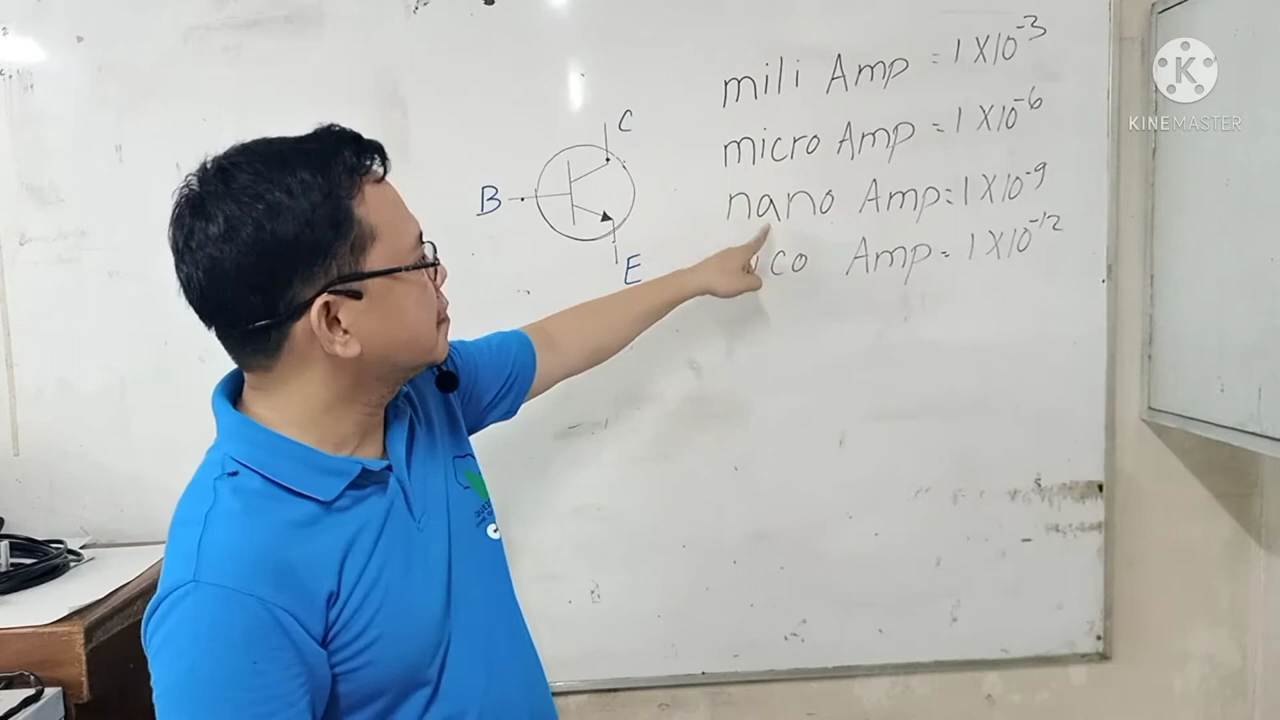 mili Amp = 1 X 10⁻³
micro Amp = 1 X 10⁻⁶
nano Amp = 1 X 10⁻⁹
Amp = 1 X 10⁻¹²
C
B
E
K
KINEMASTER